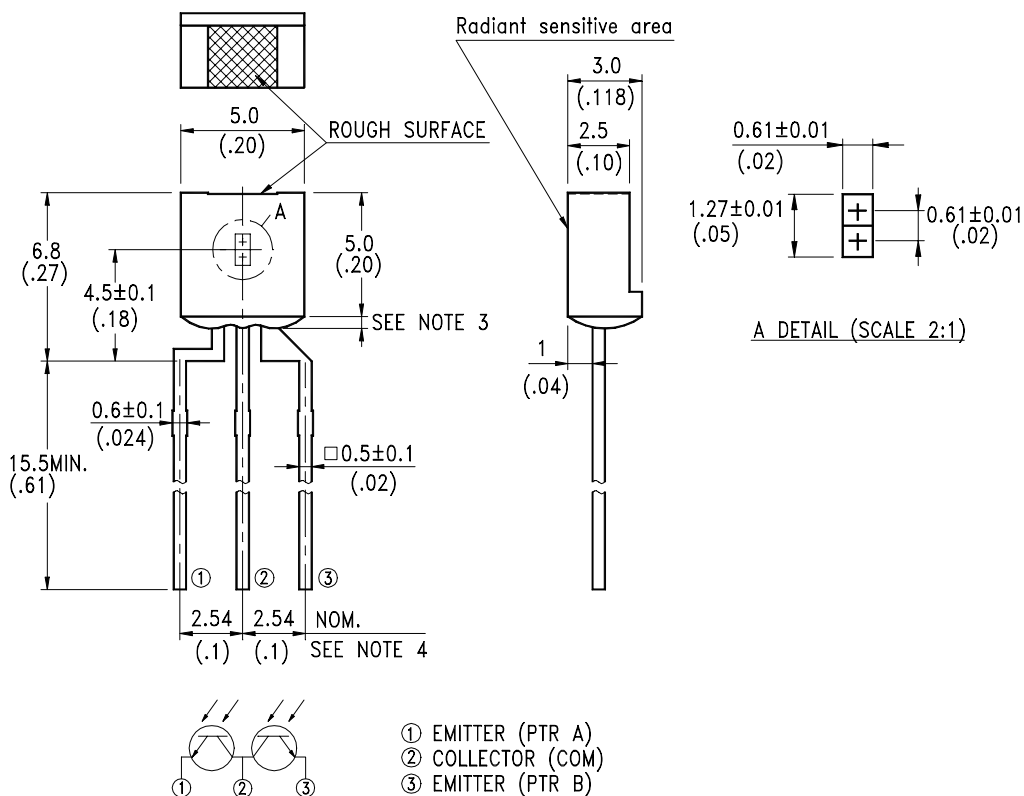 Radiant sensitive area
3.0
(.118)
5.0
(.20)
ROUGH SURFACE
2.5
(.10)
0.61±0.01
(.02)
A
6.8
(.27)
4.5±0.1
(.18)
5.0
(.20)
1.27±0.01
(.05)
0.61±0.01
(.02)
SEE NOTE 3
A DETAIL (SCALE 2:1)
1
(.04)
0.6±0.1
(.024)
□0.5±0.1
(.02)
15.5MIN.
(.61)
① ② ③
2.54 2.54 NOM.
(.1) (.1) SEE NOTE 4
① EMITTER (PTR A)
② COLLECTOR (COM)
③ EMITTER (PTR B)
① ② ③